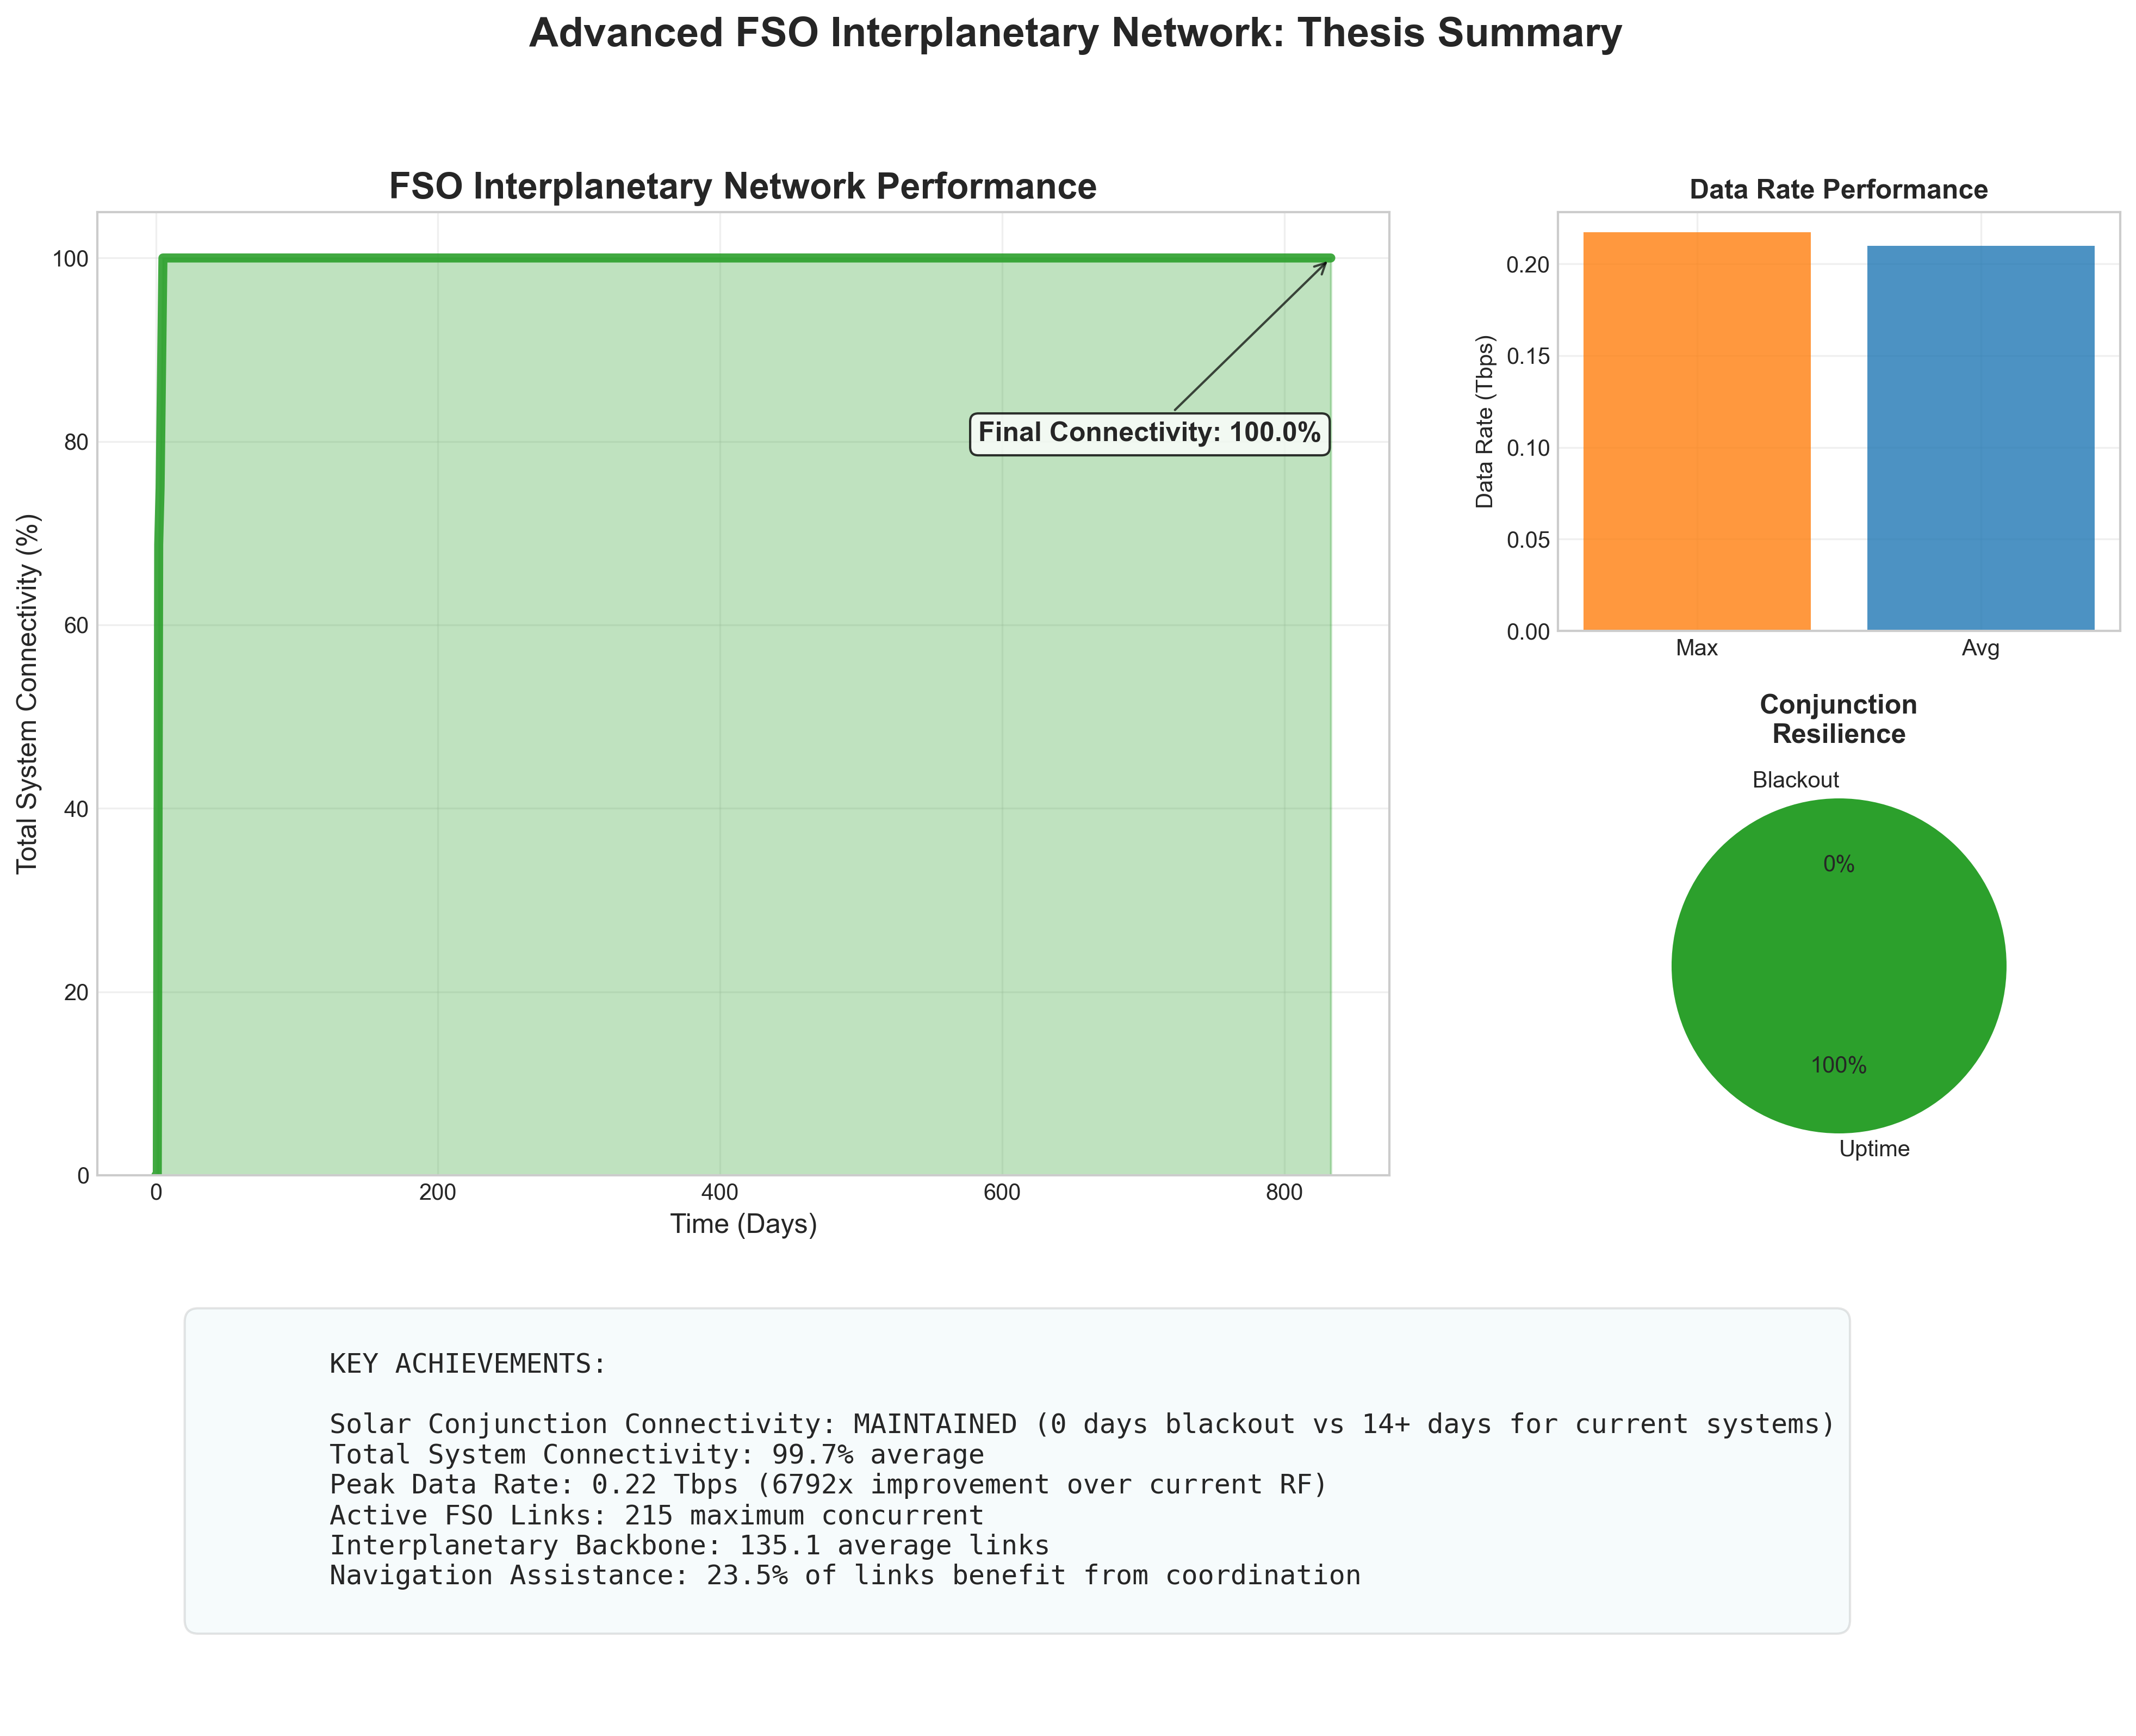 Advanced FSO Interplanetary Network: Thesis Summary
FSO Interplanetary Network Performance
Total System Connectivity (%)
100
80
60
40
20
0
0
200
400
600
800
Time (Days)
Final Connectivity: 100.0%
Data Rate Performance
Data Rate (Tbps)
0.20
0.15
0.10
0.05
0.00
Max
Avg
Conjunction
Resilience
Blackout
0%
100%
Uptime
KEY ACHIEVEMENTS:
Solar Conjunction Connectivity: MAINTAINED (0 days blackout vs 14+ days for current systems)
Total System Connectivity: 99.7% average
Peak Data Rate: 0.22 Tbps (6792x improvement over current RF)
Active FSO Links: 215 maximum concurrent
Interplanetary Backbone: 135.1 average links
Navigation Assistance: 23.5% of links benefit from coordination